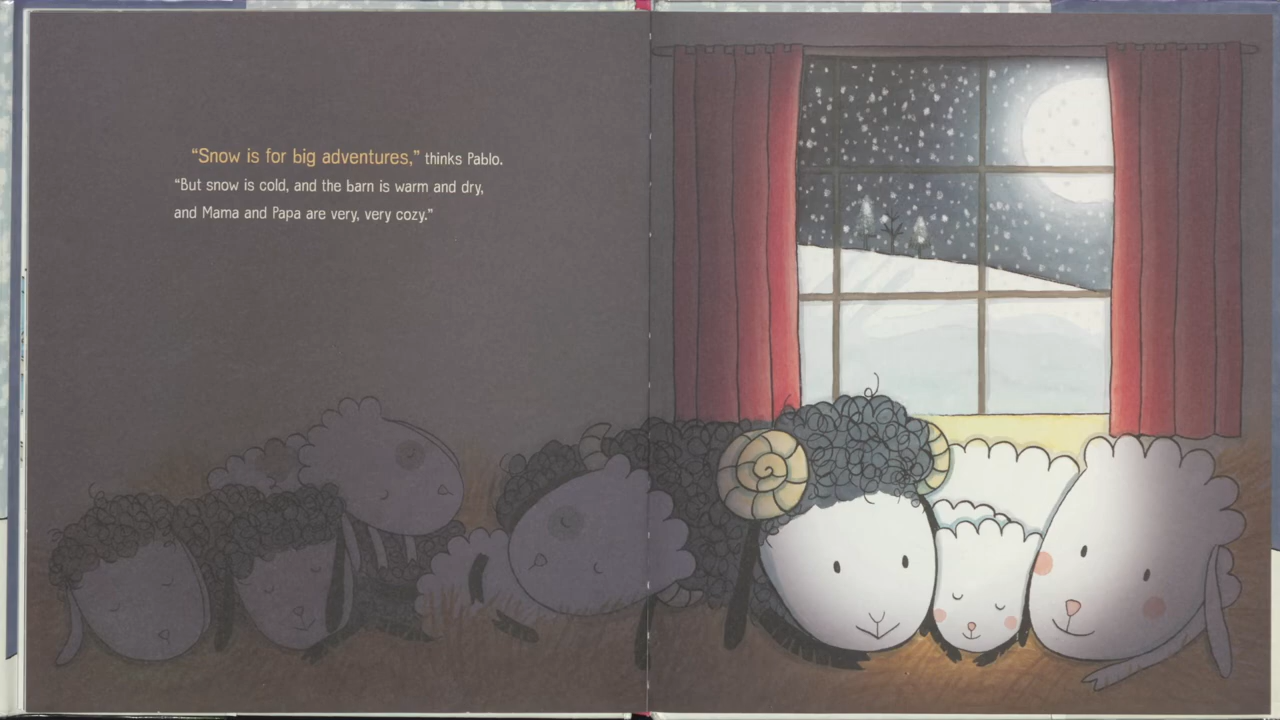 “Snow is for big adventures,” thinks Pablo.
“But snow is cold, and the barn is warm and dry,
and Mama and Papa are very, very cozy.”